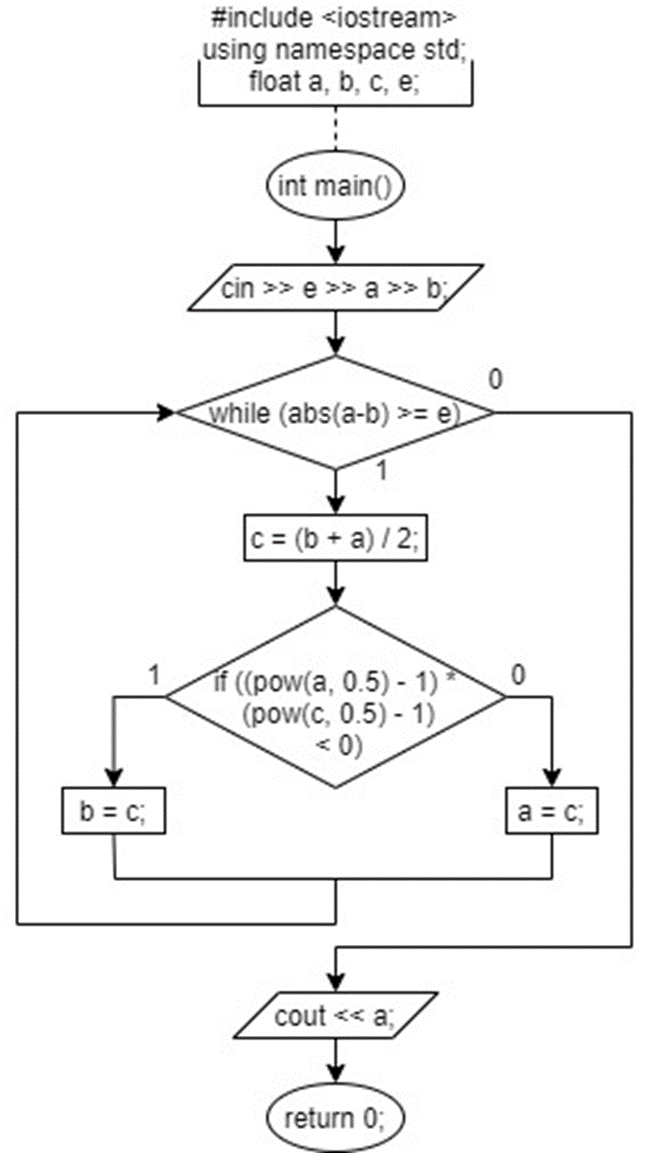 #include <iostream>
using namespace std;
float a, b, c, e;
int main()
cin >> e >> a >> b;
0
while (abs(a-b) >= e)
1
c = (b + a) / 2;
1
if ((pow(a, 0.5) - 1) *
(pow(c, 0.5) - 1)
< 0)
0
b = c;
a = c;
cout << a;
return 0;